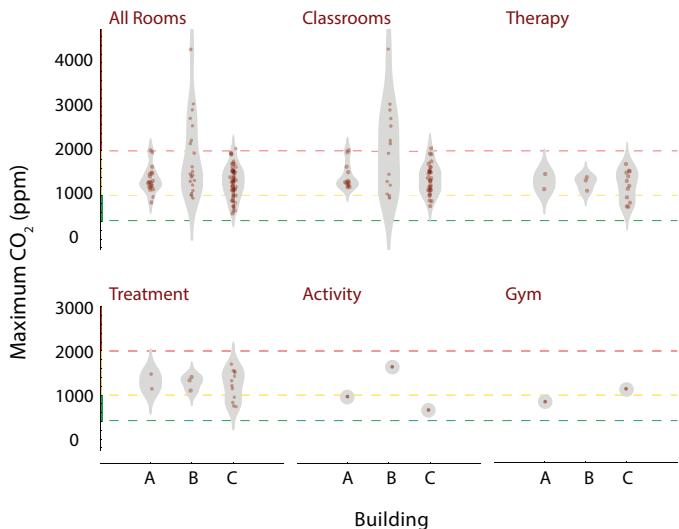 All Rooms
Classrooms
Therapy
4000
3000
2000
1000
0
Maximum CO2 (ppm)
Treatment
Activity
Gym
3000
2000
1000
0
A B C A B C A B C
Building